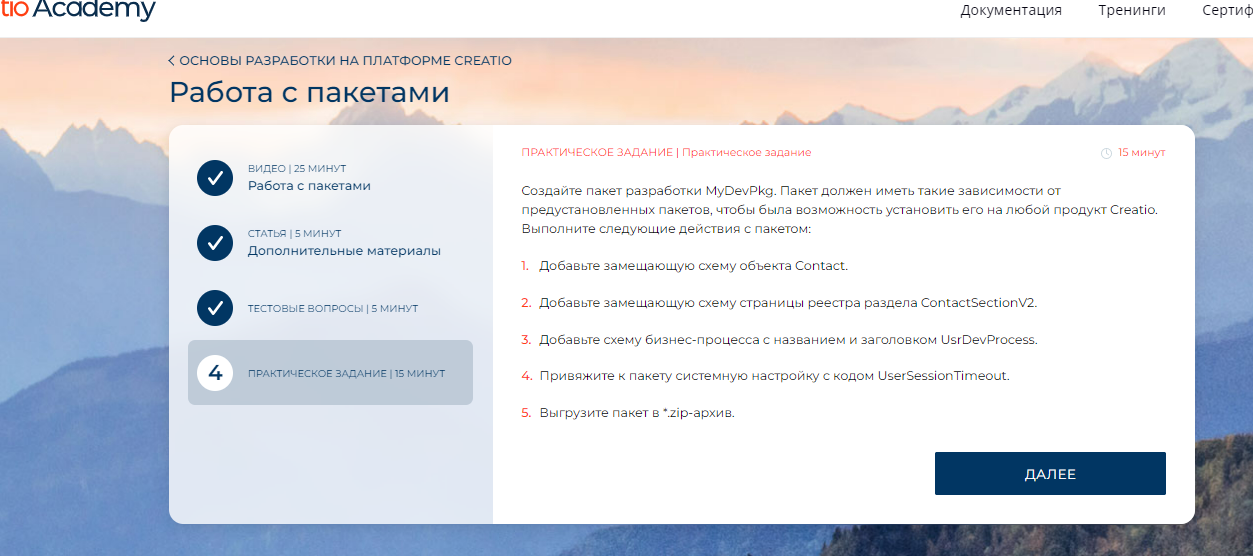 tio Academy
Документация Тренинги Сертиф
ОСНОВЫ РАЗРАБОТКИ НА ПЛАТФОРМЕ CREATIO
Работа с пакетами
ВИДЕО | 25 МИНУТ
Работа с пакетами
СТАТЬЯ | 5 МИНУТ
Дополнительные материалы
ТЕСТОВЫЕ ВОПРОСЫ | 5 МИНУТ
4 ПРАКТИЧЕСКОЕ ЗАДАНИЕ | 15 МИНУТ
ПРАКТИЧЕСКОЕ ЗАДАНИЕ | Практическое задание 15 минут
Создайте пакет разработки MyDevPkg. Пакет должен иметь такие зависимости от
предустановленных пакетов, чтобы была возможность установить его на любой продукт Creatio.
Выполните следующие действия с пакетом:
1. Добавьте замещающую схему объекта Contact.
2. Добавьте замещающую схему страницы реестра раздела ContactSectionV2.
3. Добавьте схему бизнес-процесса с названием и заголовком UsrDevProcess.
4. Привяжите к пакету системную настройку с кодом UserSessionTimeout.
5. Выгрузите пакет в *.zip-архив.
ДАЛЕЕ